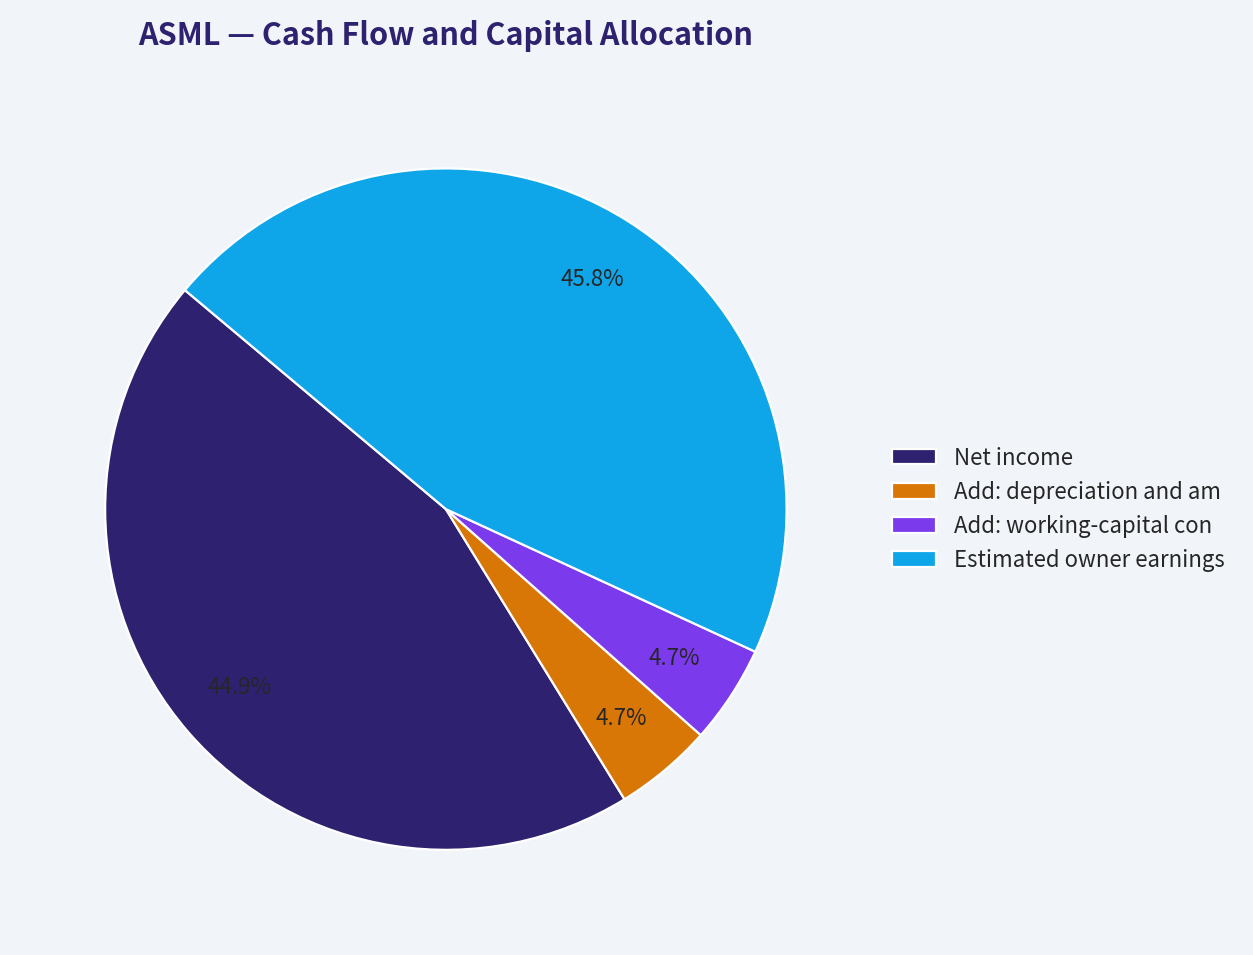 ASML — Cash Flow and Capital Allocation
45.8%
44.9%
4.7%
4.7%
Net income
Add: depreciation and am
Add: working-capital con
Estimated owner earnings